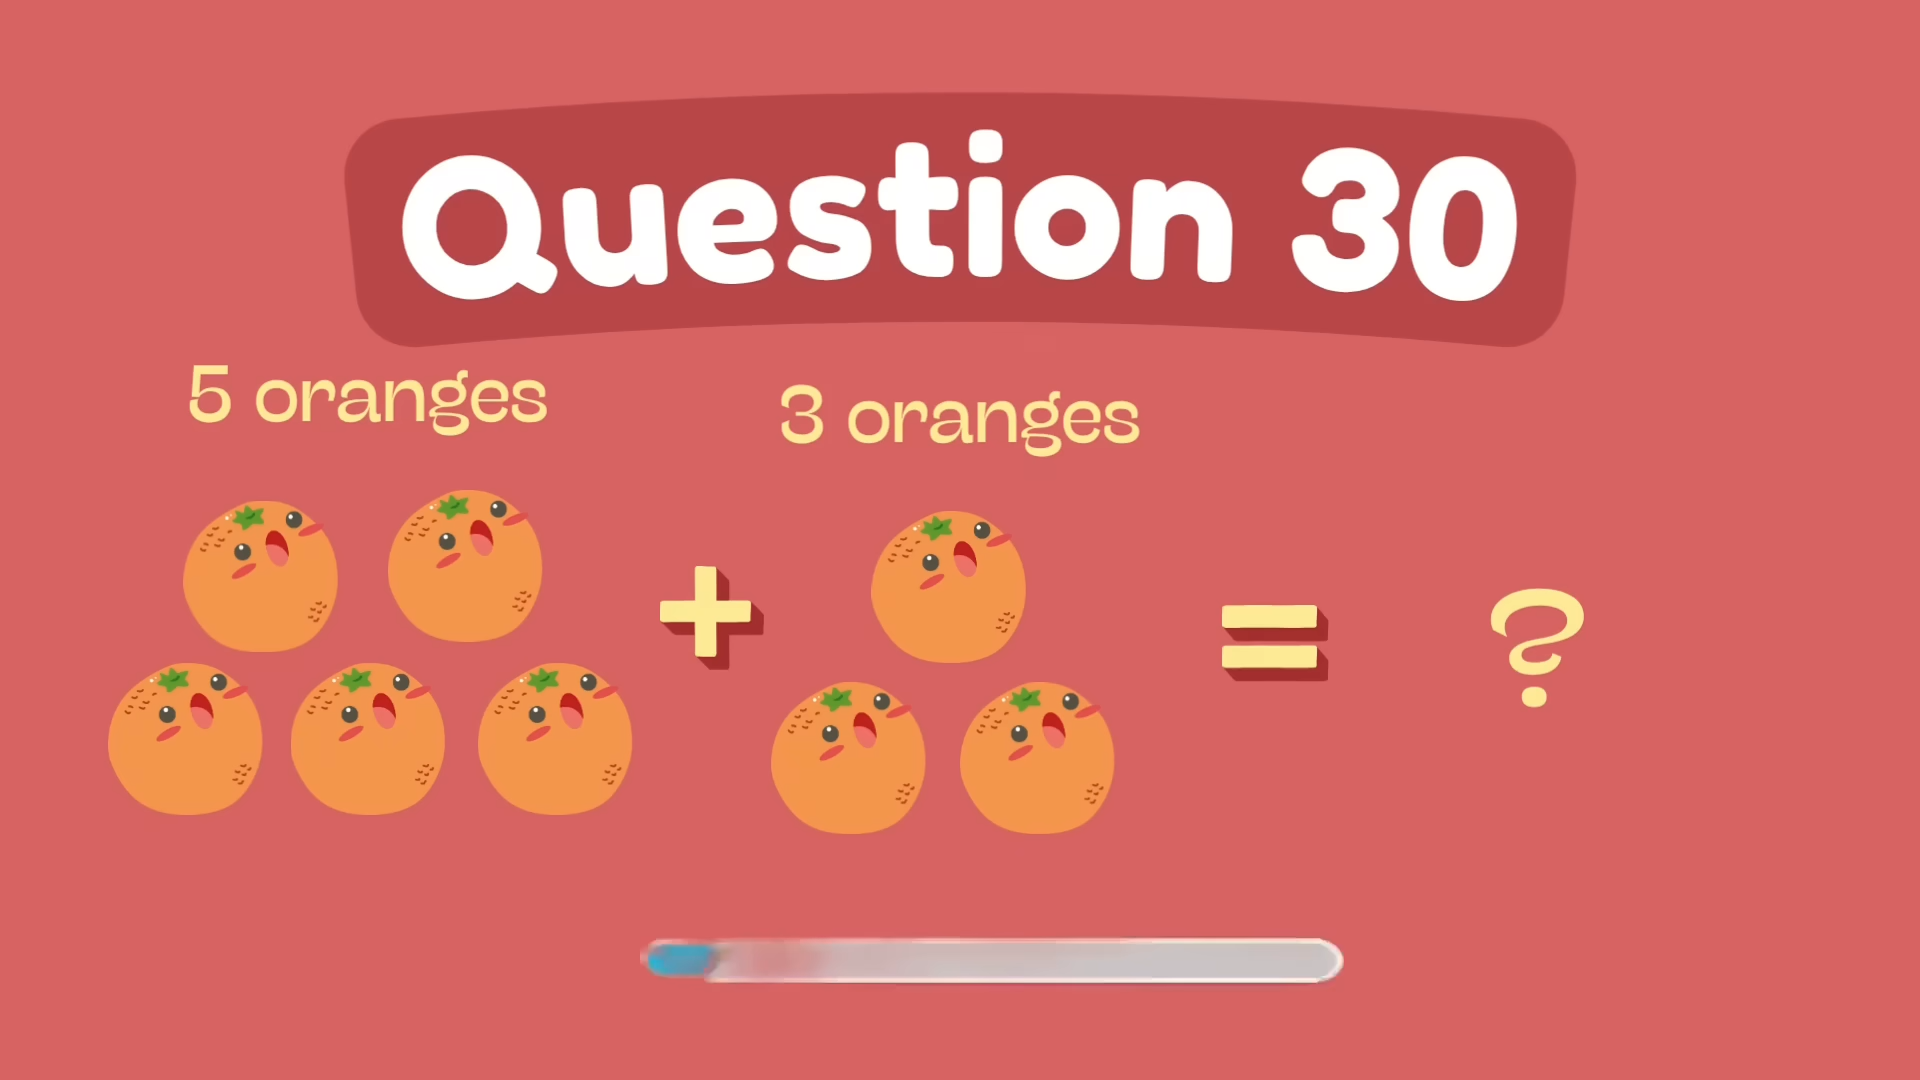 Question 30
5 oranges
3 oranges
+
=
?